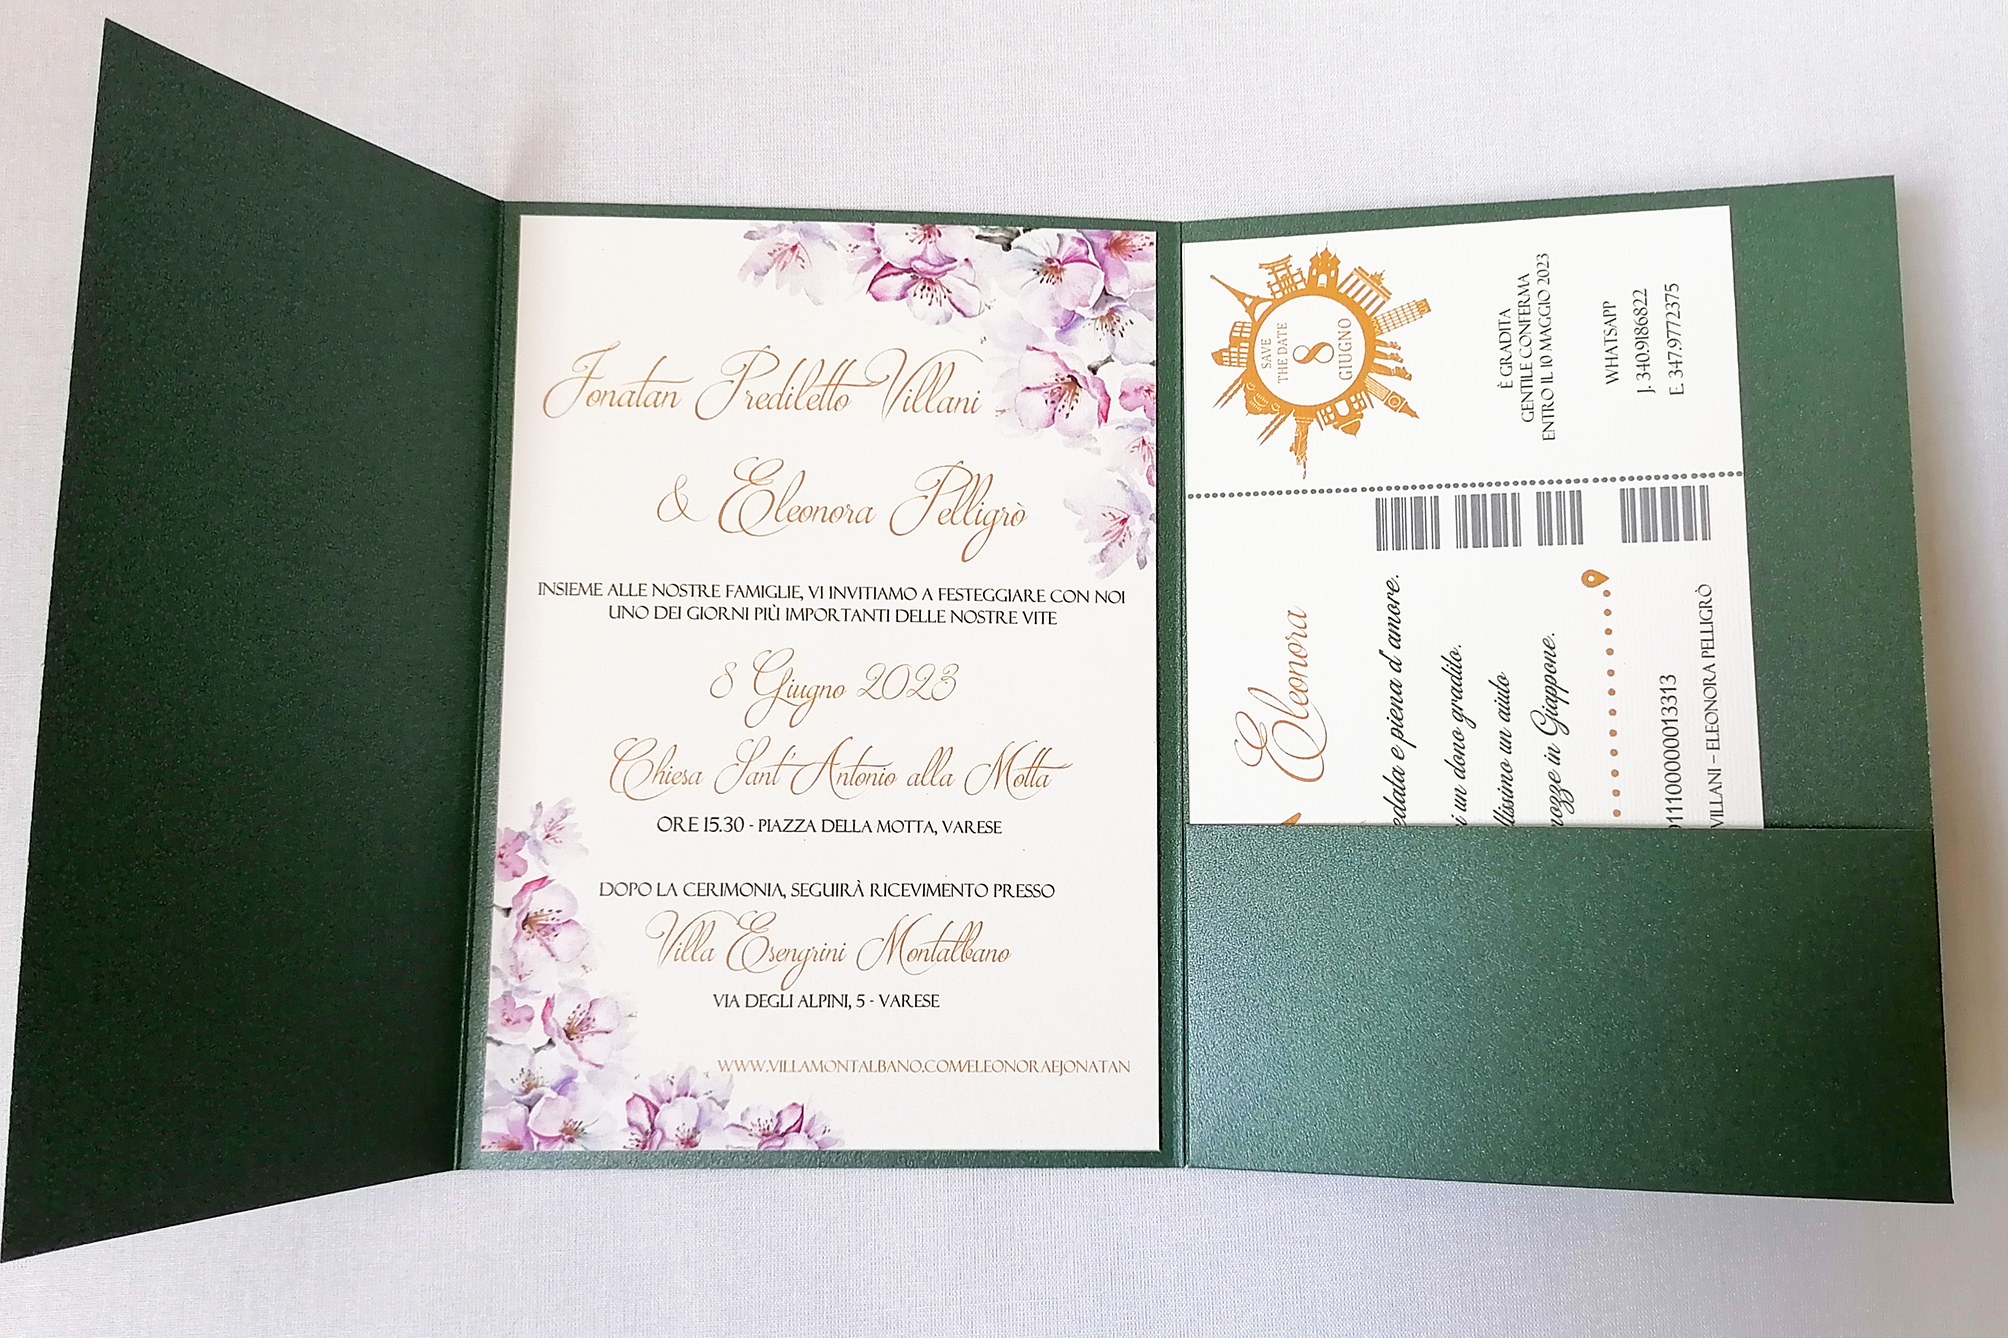 Jonatan Prediletto Villani
& Eleonora Pelligrò
INSIEME ALLE NOSTRE FAMIGLIE, VI INVITIAMO A FESTEGGIARE CON NOI
UNO DEI GIORNI PIÙ IMPORTANTI DELLE NOSTRE VITE
8 Giugno 2023
Chiesa Sant'Antonio alla Motta
ORE 15.30 - PIAZZA DELLA MOTTA, VARESE
DOPO LA CERIMONIA, SEGUIRÀ RICEVIMENTO PRESSO
Villa Esengrini Montalbano
VIA DEGLI ALPINI, 5 - VARESE
WWW.VILLAMONTALBANO.COM/ELEONORAEJONATAN
SAVE
THE DATE
8
GIUGNO
È GRADITA
GENTILE CONFERMA
ENTRO IL 10 MAGGIO 2023
WHATSAPP
J. 340.9186822
E. 347.9772375
Eleonora
e piena d'amore.
un dono gradito.
un aiuto
nozze in Giappone.
011100000013313
VILLANI – ELEONORA PELLIGRÒ